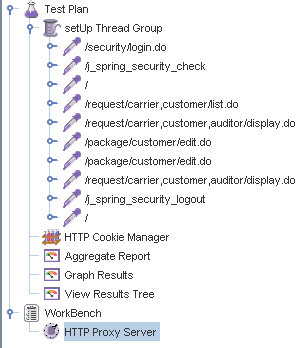 Test Plan
setUp Thread Group
/security/login.do
/j_spring_security_check
/
/request/carrier,customer/list.do
/request/carrier,customer,auditor/display.do
/package/customer/edit.do
/package/customer/edit.do
/request/carrier,customer,auditor/display.do
/j_spring_security_logout
/
HTTP Cookie Manager
Aggregate Report
Graph Results
View Results Tree
WorkBench
HTTP Proxy Server